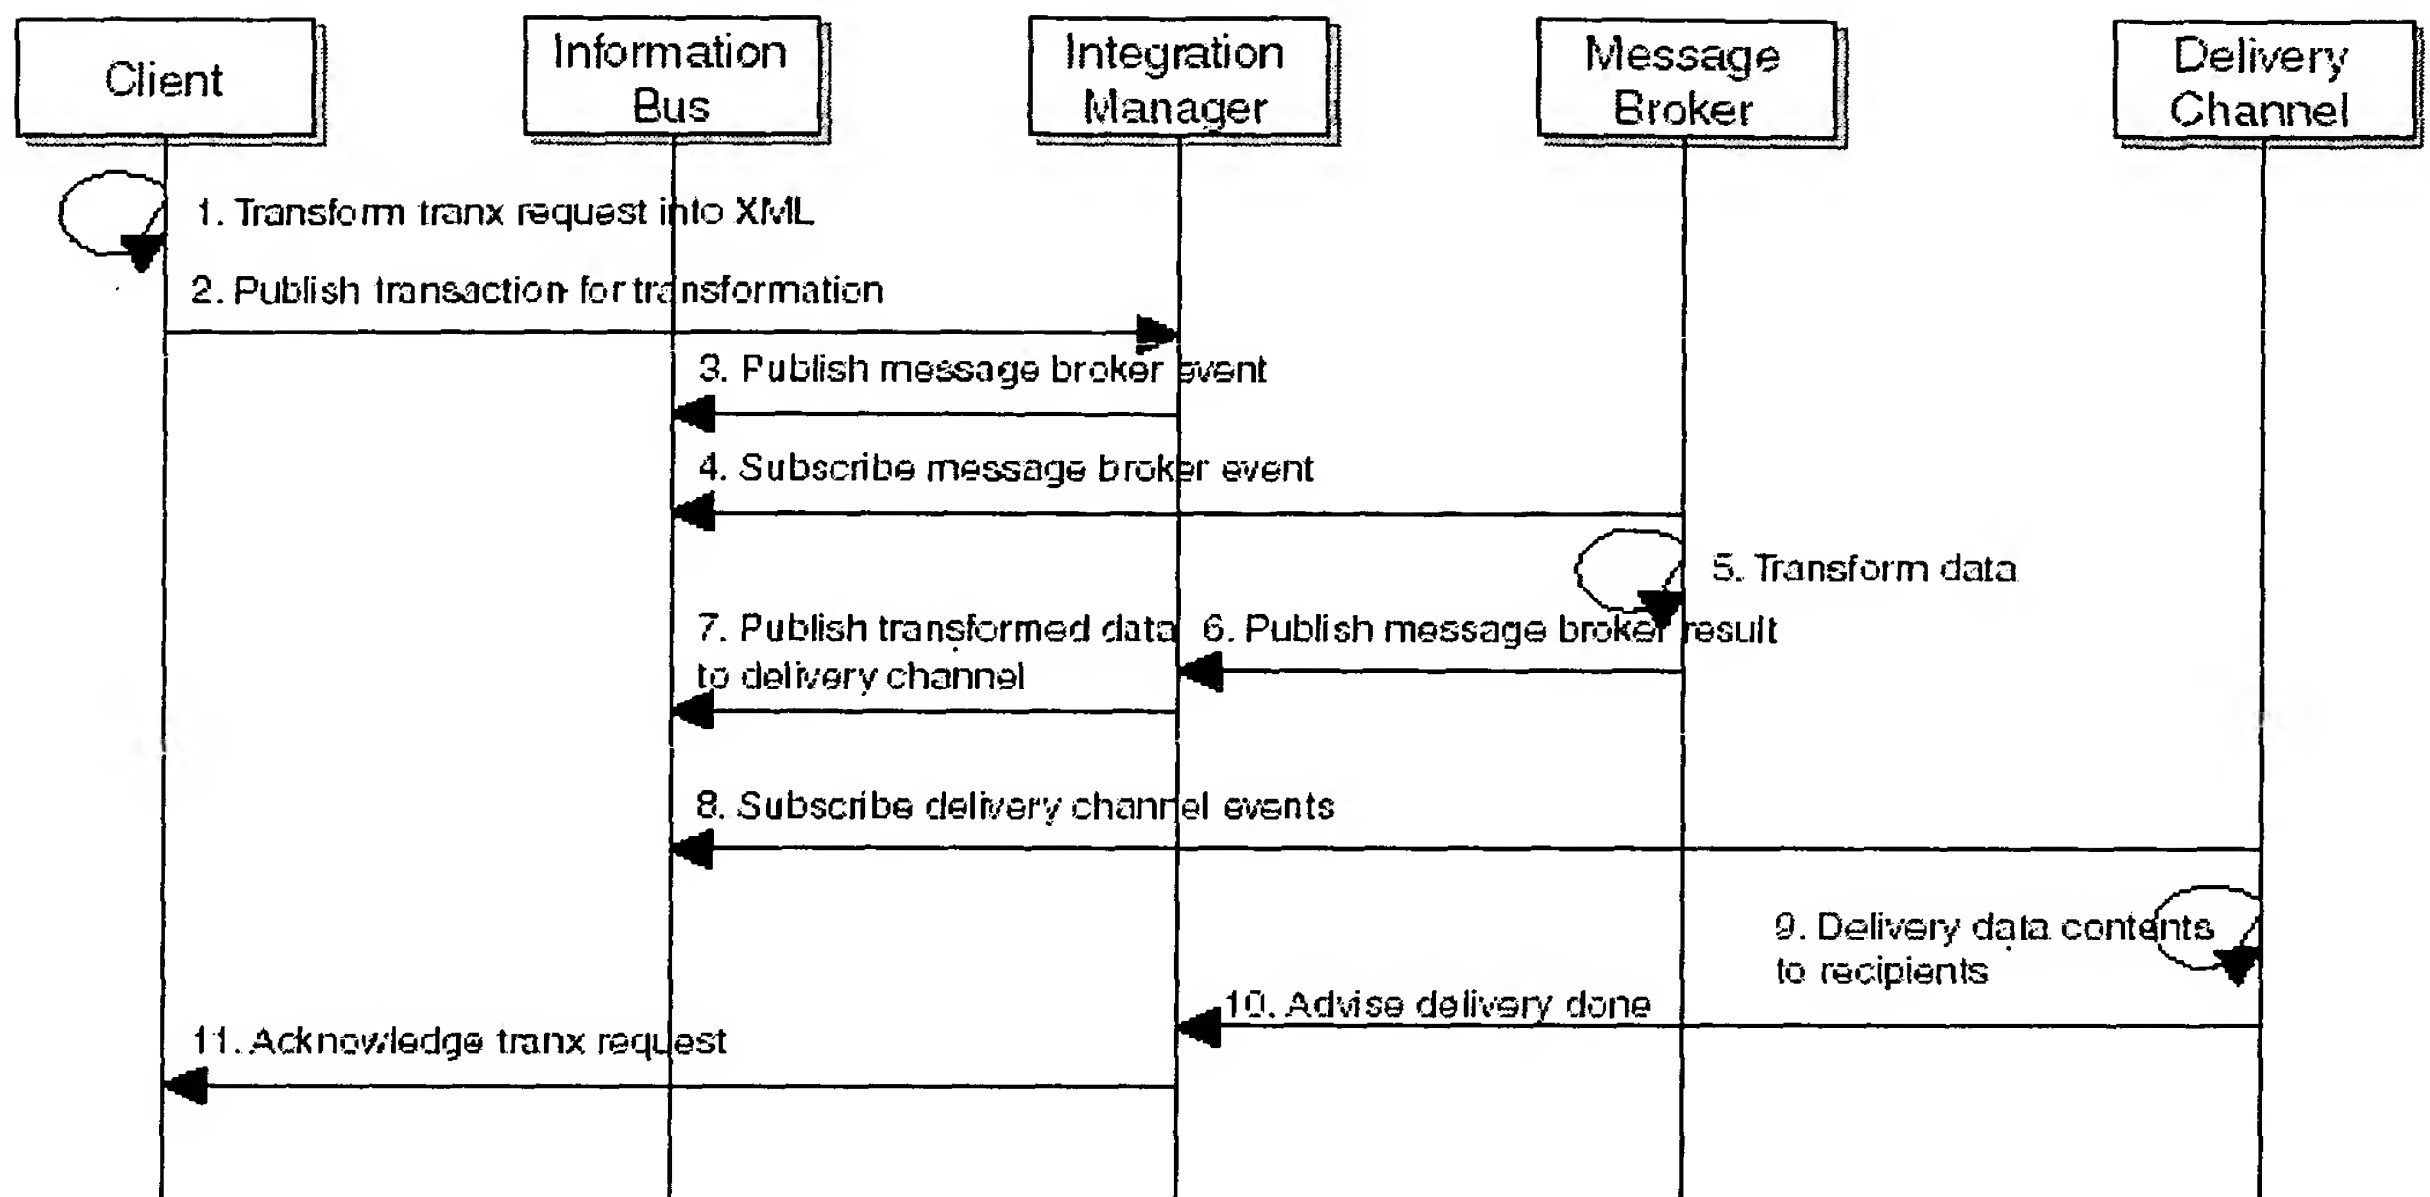 Client
Information
Bus
Integration
Manager
Message
Broker
Delivery
Channel
1. Transform tranx request into XML
2. Publish transaction for transformation
3. Publish message broker event
4. Subscribe message broker event
5. Transform data
6. Publish message broker result
7. Publish transformed data
to delivery channel
8. Subscribe delivery channel events
9. Delivery data contents
to recipients
10. Advise delivery done
11. Acknowledge tranx request